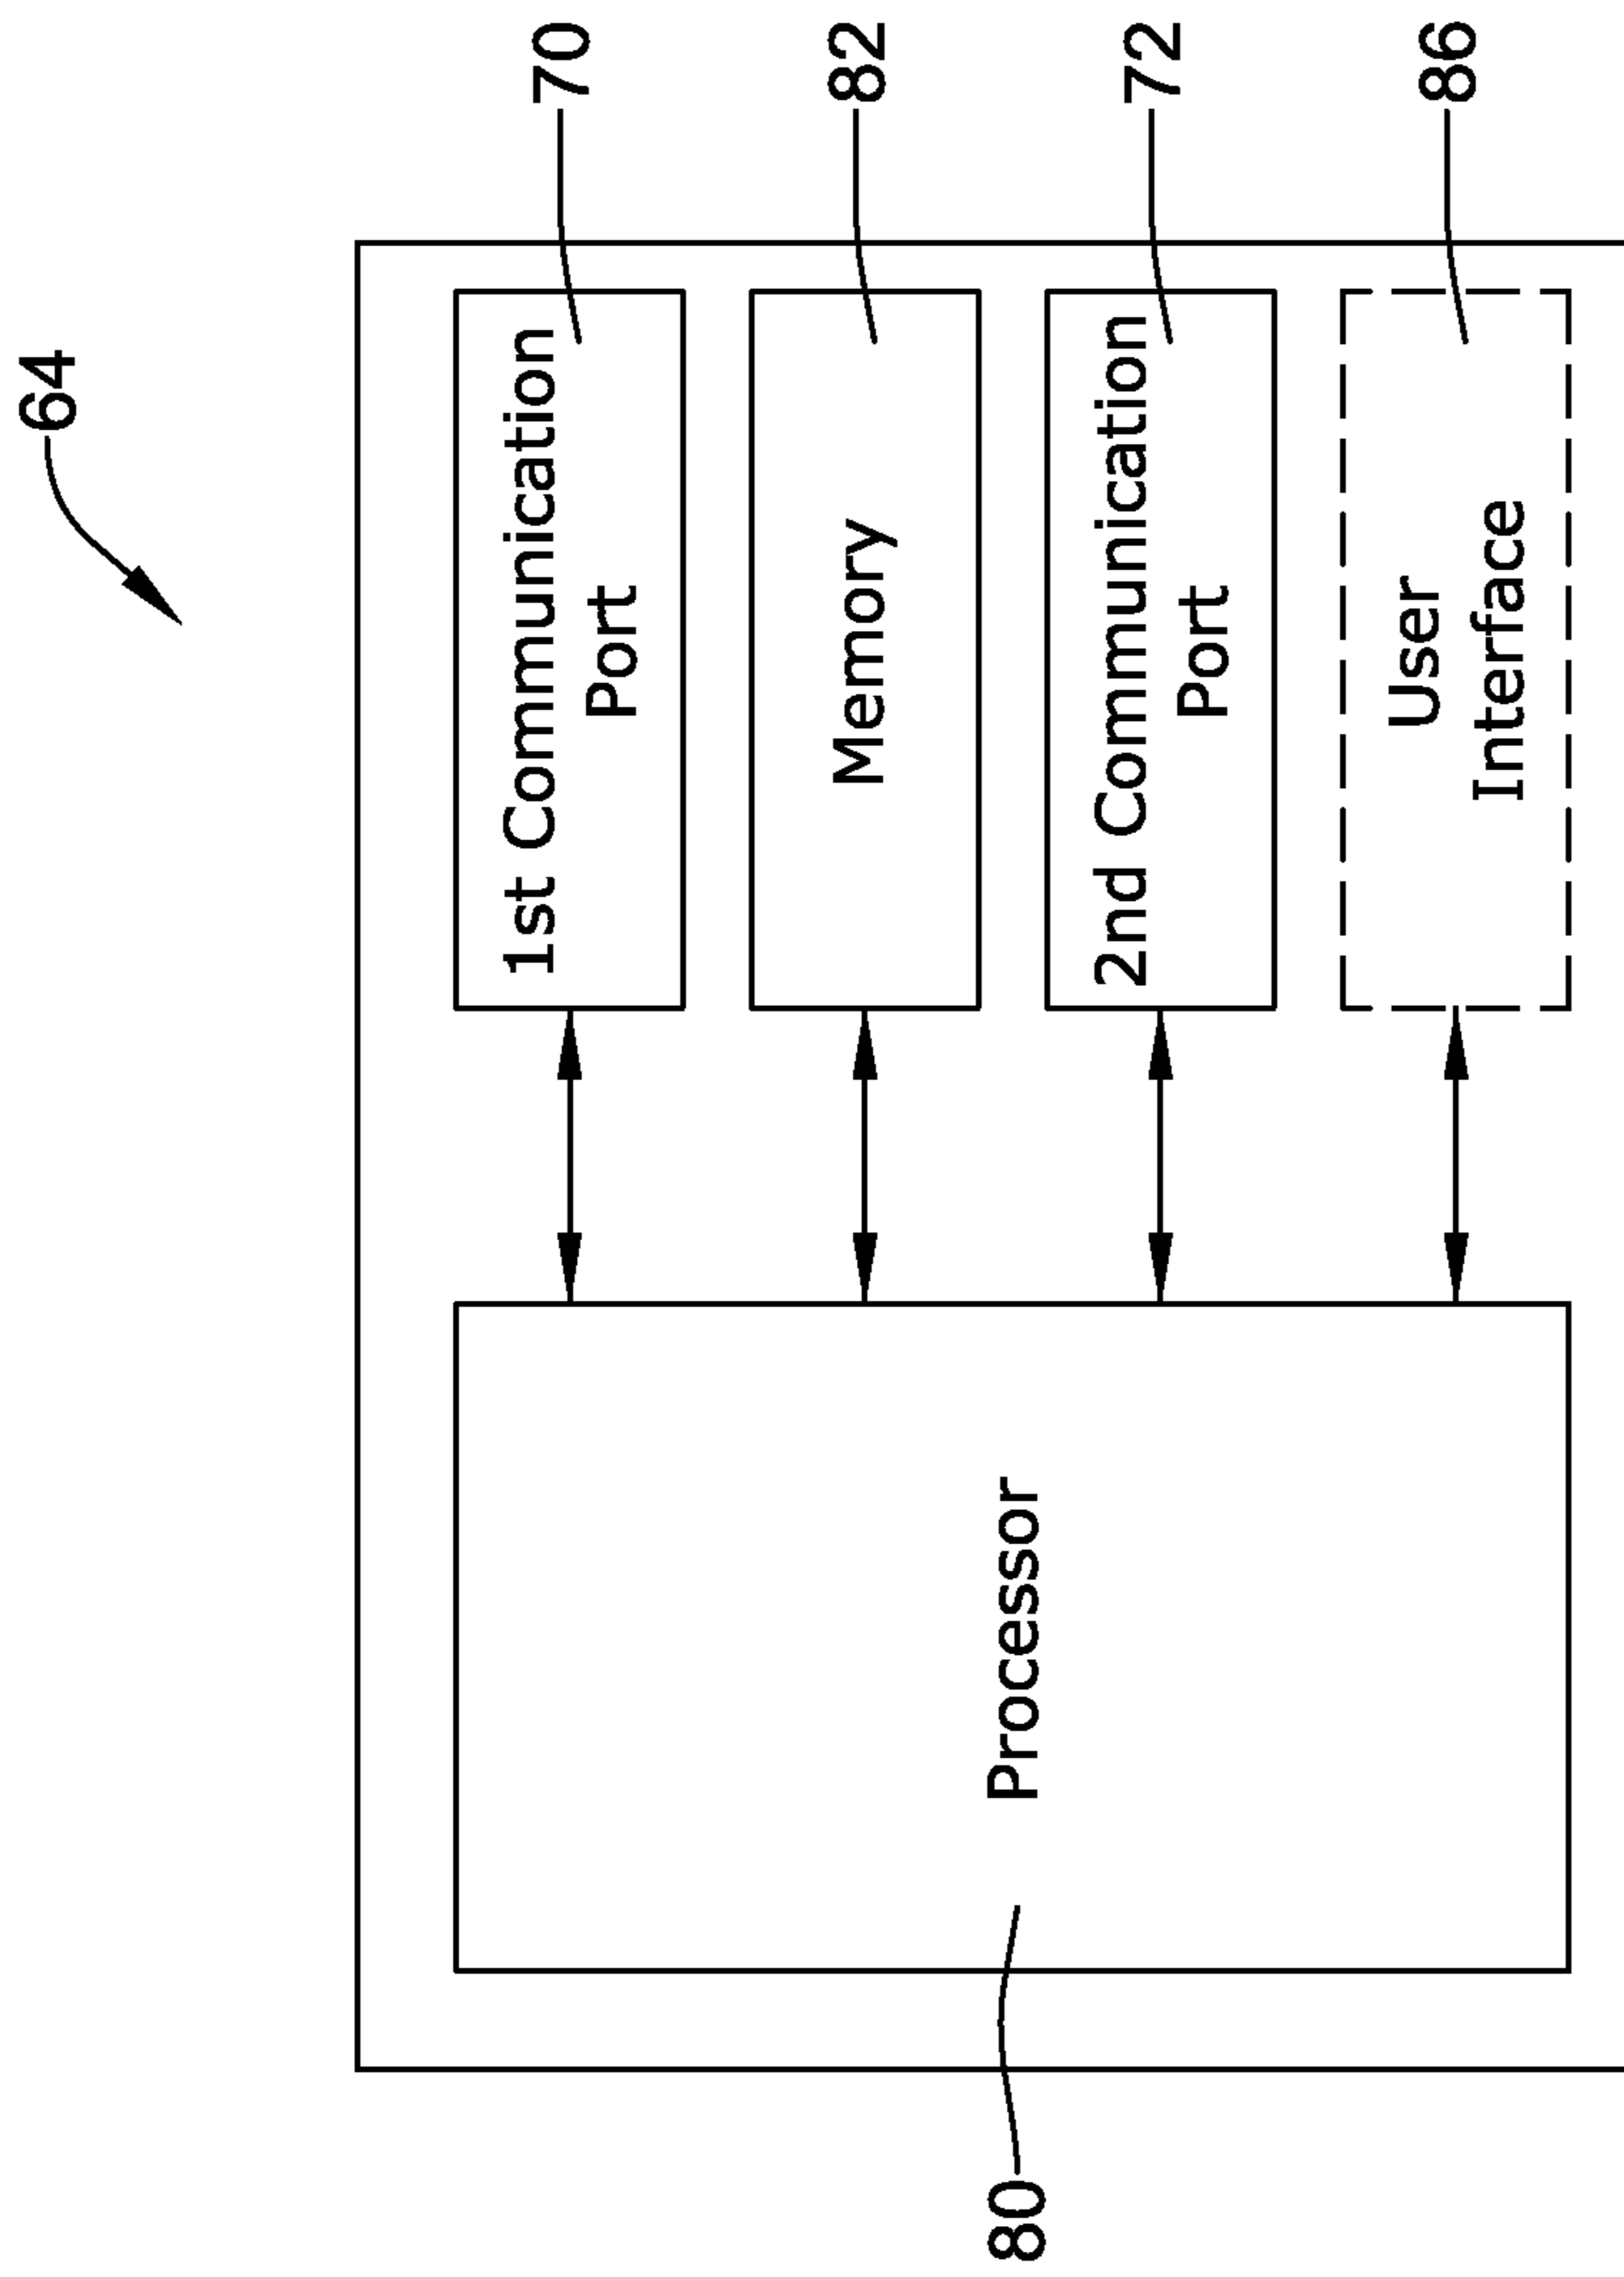 64
1st Communication
Port
70
Memory
82
Processor
80
2nd Communication
Port
72
User
Interface
86